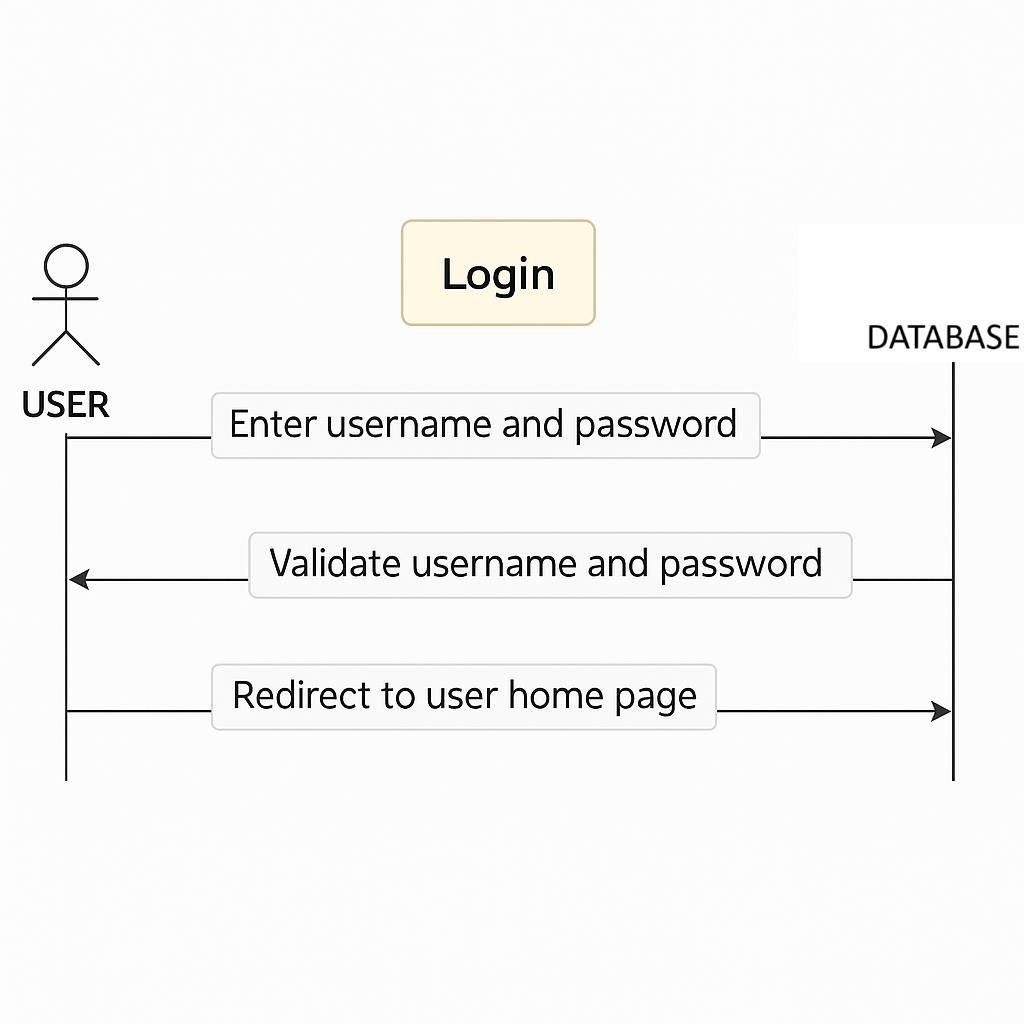 Login
USER
DATABASE
Enter username and password
Validate username and password
Redirect to user home page